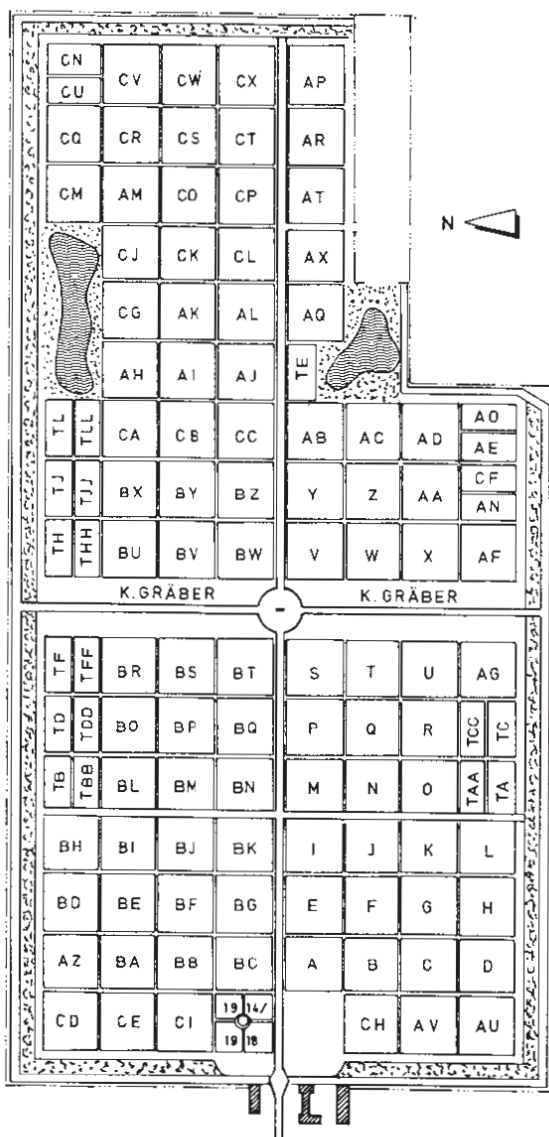 CN CV CW CX AP
CU
CQ CR CS CT AR
CM AM CO CP AT
N
CJ CK CL AX
CG AK AL AQ
AH AI AJ TE
TL TLL CA CB CC AB AC AD AO
AE
TJ TJJ BX BY BZ Y Z AA CF
AN
TH THH BU BV BW V W X AF
K.GRÄBER K.GRÄBER
TF TFF BR BS BT S T U AG
TD TDD BO BP BQ P Q R TCC TC
TB TBB BL BM BN M N O TAA TA
BH BI BJ BK I J K L
BD BE BF BG E F G H
AZ BA BB BC A B C D
CD CE CI 19 14/ CH AV AU
19 18